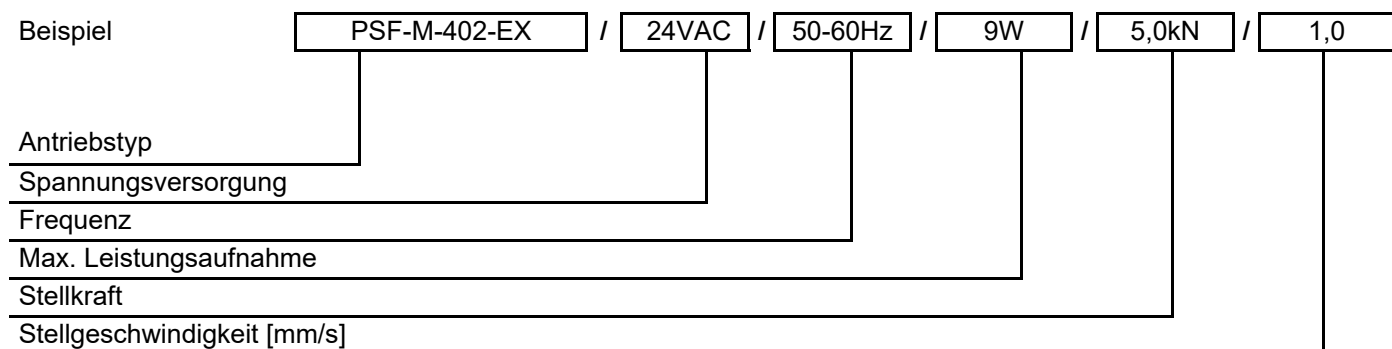 Beispiel PSF-M-402-EX / 24VAC / 50-60Hz / 9W / 5,0kN / 1,0
Antriebstyp
Spannungsversorgung
Frequenz
Max. Leistungsaufnahme
Stellkraft
Stellgeschwindigkeit [mm/s]